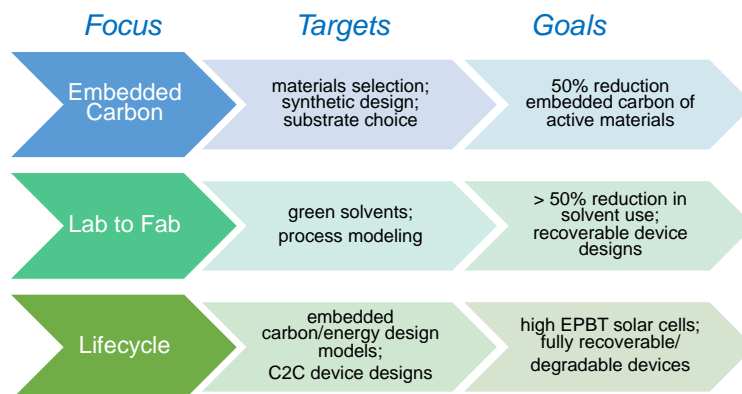 Focus
Targets
Goals
Embedded
Carbon
materials selection;
synthetic design;
substrate choice
50% reduction
embedded carbon of
active materials
Lab to Fab
green solvents;
process modeling
> 50% reduction in
solvent use;
recoverable device
designs
Lifecycle
embedded
carbon/energy design
models;
C2C device designs
high EPBT solar cells;
fully recoverable/
degradable devices